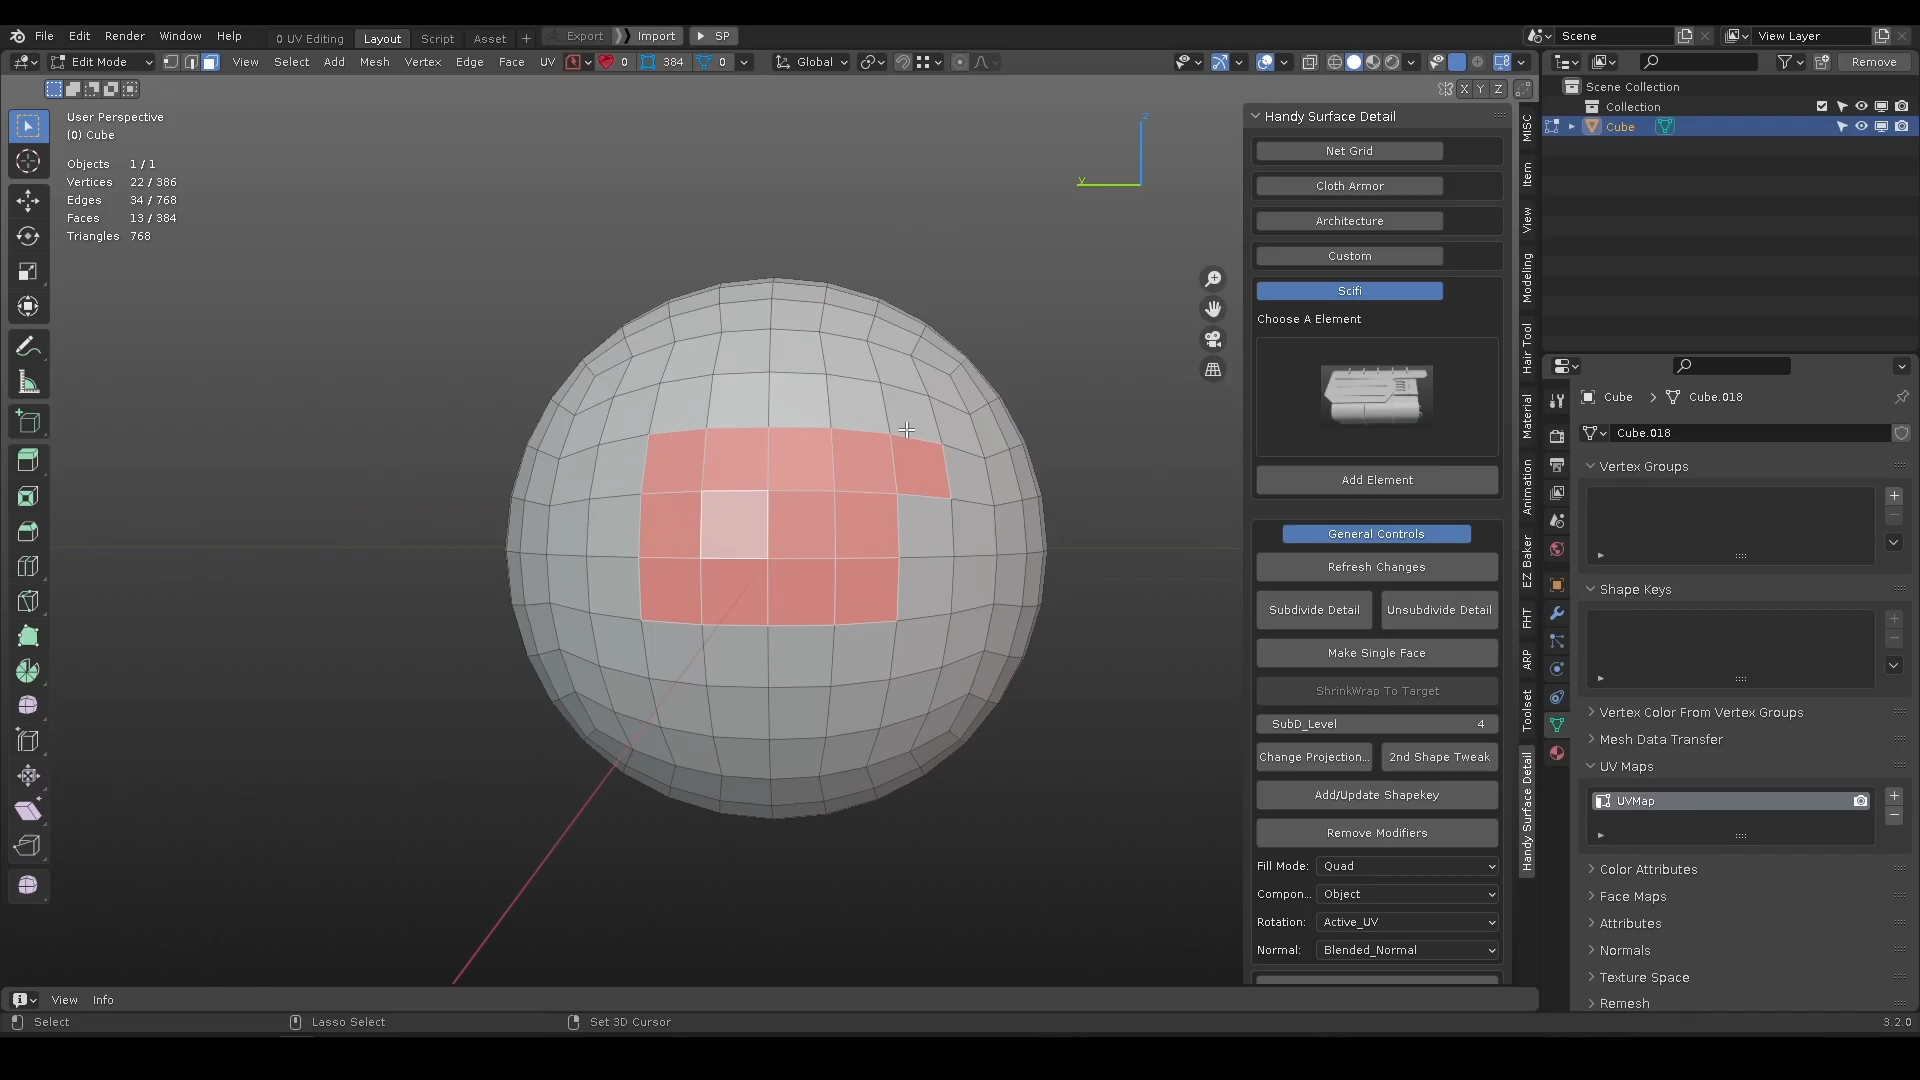 File Edit Render Window Help 0 UV Editing Layout Script Asset + Export Import SP Scene View Layer
Edit Mode View Select Add Mesh Vertex Edge Face UV 0 384 0 Global Remove
X Y Z
User Perspective
(0) Cube
Objects 1 / 1
Vertices 22 / 386
Edges 34 / 768
Faces 13 / 384
Triangles 768
Z
Y
Handy Surface Detail
Net Grid
Cloth Armor
Architecture
Custom
Scifi
Choose A Element
Add Element
General Controls
Refresh Changes
Subdivide Detail Unsubdivide Detail
Make Single Face
ShrinkWrap To Target
SubD_Level 4
Change Projection... 2nd Shape Tweak
Add/Update Shapekey
Remove Modifiers
Fill Mode: Quad
Compon... Object
Rotation: Active_UV
Normal: Blended_Normal
MISC
Item
View
Modeling
Hair Tool
Material
Animation
EZ Baker
FHT
ARP
Toolset
Handy Surface Detail
Scene Collection
Collection
Cube
Cube > Cube.018
Cube.018
Vertex Groups
Shape Keys
Vertex Color From Vertex Groups
Mesh Data Transfer
UV Maps
UVMap
Color Attributes
Face Maps
Attributes
Normals
Texture Space
Remesh
View Info
Select Lasso Select Set 3D Cursor 3.2.0